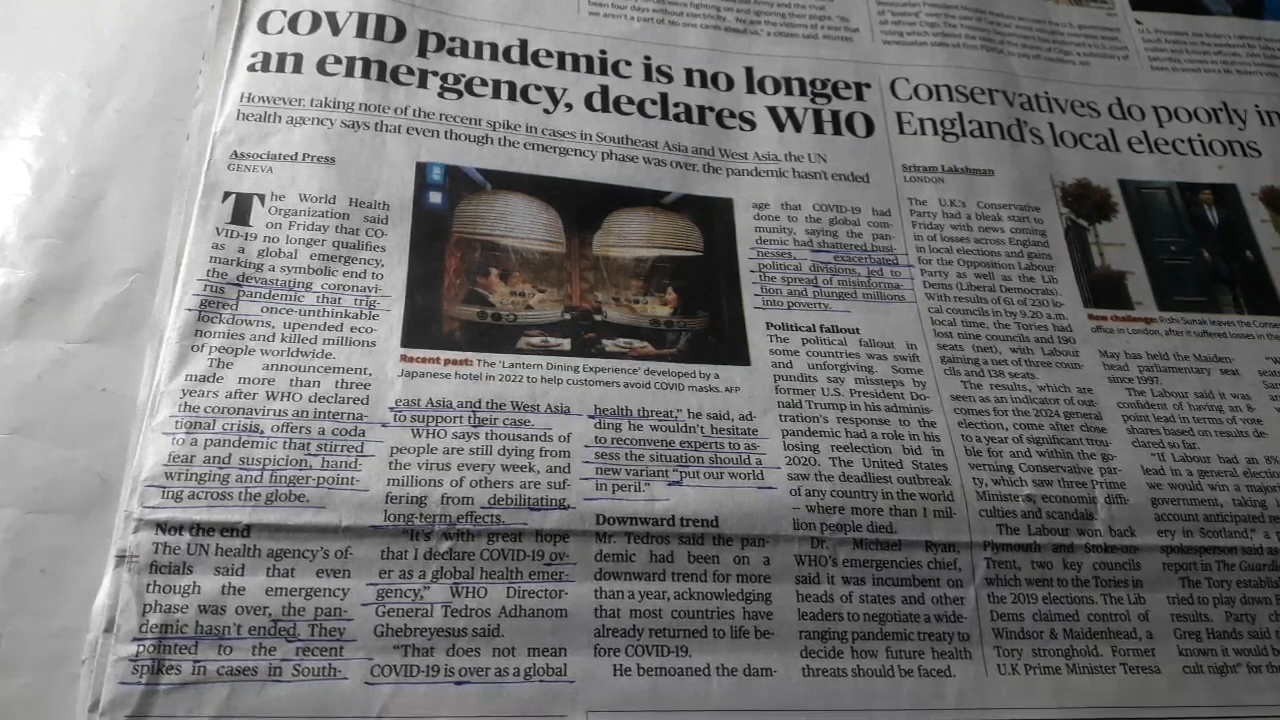 COVID pandemic is no longer
an emergency, declares WHO
However, taking note of the recent spike in cases in Southeast Asia and West Asia, the UN
health agency says that even though the emergency phase was over, the pandemic hasn't ended
Associated Press
GENEVA
The World Health
Organization said
on Friday that CO-
VID-19 no longer qualifies
as a global emergency,
marking a symbolic end to
the devastating coronavi-
rus pandemic that trig-
gered once-unthinkable
lockdowns, upended eco-
nomies and killed millions
of people worldwide.
The announcement,
made more than three
years after WHO declared
the coronavirus an interna-
tional crisis, offers a coda
to a pandemic that stirred
fear and suspicion, hand-
wringing and finger-point-
ing across the globe.
Not the end
The UN health agency's of-
ficials said that even
though the emergency
phase was over, the pan-
demic hasn't ended. They
pointed to the recent
spikes in cases in South-
Recent past: The 'Lantern Dining Experience' developed by a
Japanese hotel in 2022 to help customers avoid COVID masks. AFP
east Asia and the West Asia
to support their case.
WHO says thousands of
people are still dying from
the virus every week, and
millions of others are suf-
fering from debilitating,
long-term effects.
"It's with great hope
that I declare COVID-19 ov-
er as a global health emer-
gency," WHO Director-
General Tedros Adhanom
Ghebreyesus said.
"That does not mean
COVID-19 is over as a global
health threat," he said, ad-
ding he wouldn't hesitate
to reconvene experts to as-
sess the situation should a
new variant "put our world
in peril."
Downward trend
Mr. Tedros said the pan-
demic had been on a
downward trend for more
than a year, acknowledging
that most countries have
already returned to life be-
fore COVID-19.
He bemoaned the dam-
age that COVID-19 had
done to the global com-
munity, saying the pan-
demic had shattered busi-
nesses, exacerbated
political divisions, led to
the spread of misinforma-
tion and plunged millions
into poverty.
Political fallout
The political fallout in
some countries was swift
and unforgiving. Some
pundits say missteps by
former U.S. President Do-
nald Trump in his adminis-
tration's response to the
pandemic had a role in his
losing reelection bid in
2020. The United States
saw the deadliest outbreak
of any country in the world
– where more than 1 mil-
lion people died.
Dr. Michael Ryan,
WHO's emergencies chief,
said it was incumbent on
heads of states and other
leaders to negotiate a wide-
ranging pandemic treaty to
decide how future health
threats should be faced.
Conservatives do poorly in
England's local elections
Sriram Lakshman
LONDON
The U.K.'s Conservative
Party had a bleak start to
Friday with news coming
in of losses across England
in local elections and gains
for the Opposition Labour
Party as well as the Lib
Dems (Liberal Democrats).
With results of 61 of 230 lo-
cal councils in by 9.20 a.m.
local time, the Tories had
lost nine councils and 190
seats (net), with Labour
gaining a net of three coun-
cils and 138 seats.
The results, which are
seen as an indicator of out-
comes for the 2024 general
election, come after close
to a year of significant trou-
ble for and within the go-
verning Conservative par-
ty, which saw three Prime
Ministers, economic diffi-
culties and scandals.
The Labour won back
Plymouth and Stoke-on-
Trent, two key councils
which went to the Tories in
the 2019 elections. The Lib
Dems claimed control of
Windsor & Maidenhead, a
Tory stronghold. Former
U.K Prime Minister Teresa
Rishi Sunak leaves the Conse
office in London, after it suffered losses in the
May has held the Maiden-
head parliamentary seat
since 1997.
The Labour said it was
confident of having an 8-
point lead in terms of vote
shares based on results de-
clared so far.
"If Labour had an 8%
lead in a general electio
we would win a majori
government, taking
account anticipated re
ery in Scotland," a
spokesperson said
report in The Guardi
The Tory establis
tried to play down
results. Party ch
Greg Hands said
known it would b
cult night" for the